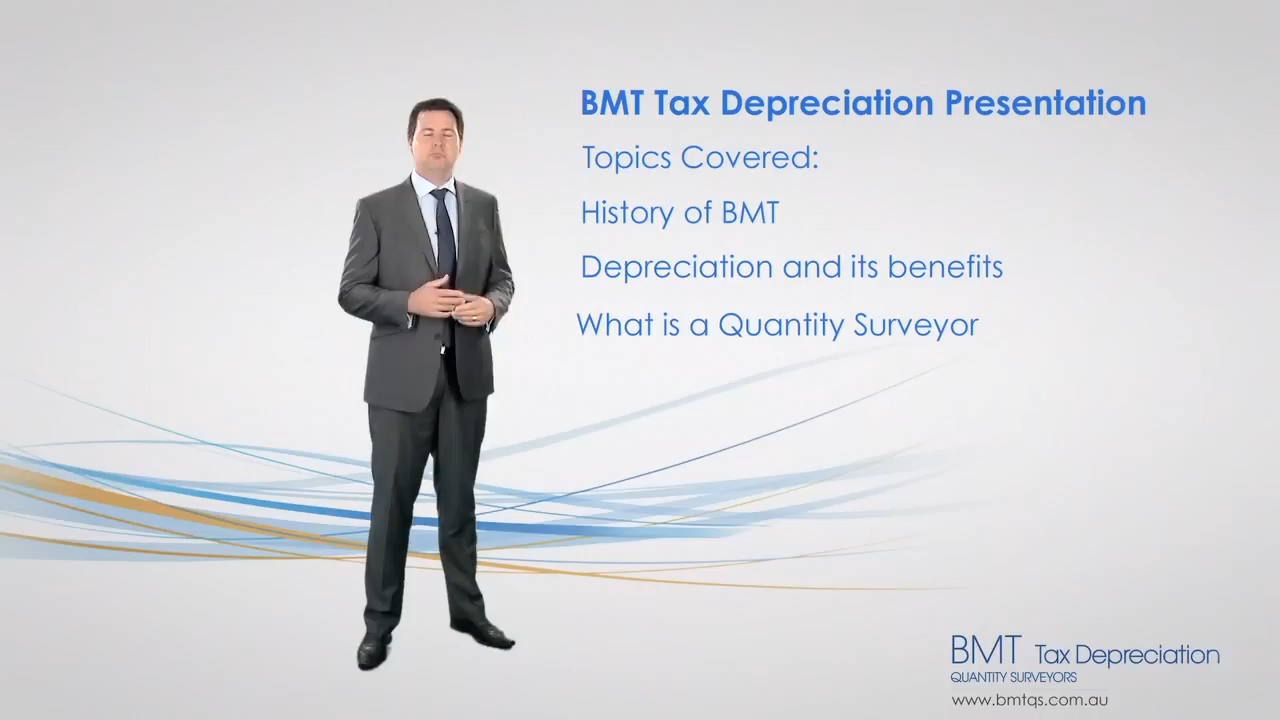 BMT Tax Depreciation Presentation
Topics Covered:
History of BMT
Depreciation and its benefits
What is a Quantity Surveyor
BMT Tax Depreciation
QUANTITY SURVEYORS
www.bmtqs.com.au